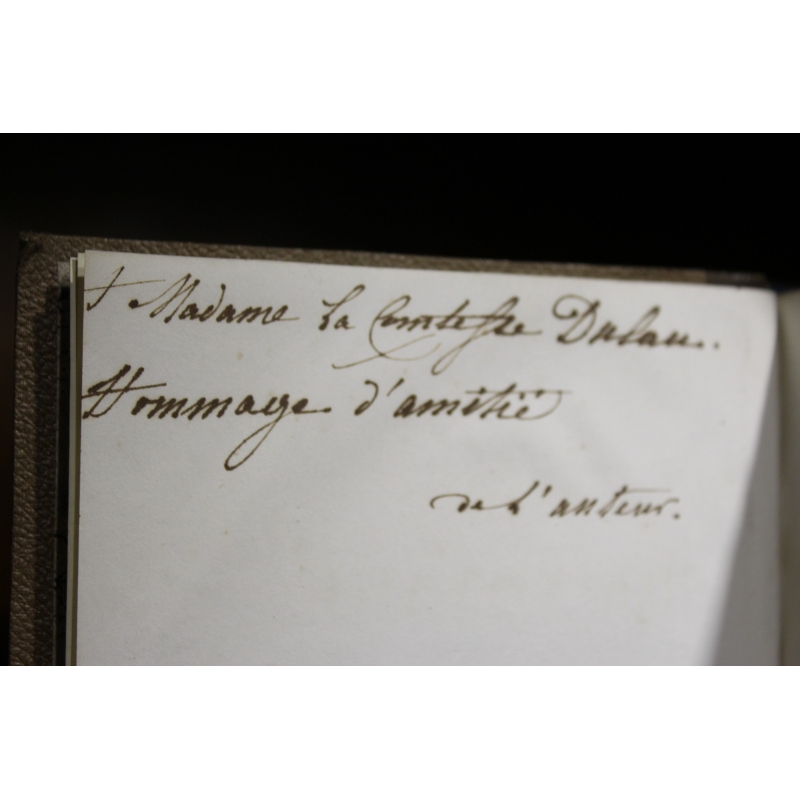 Madame La Comtesse Dulau.
Hommage d'amitié
de L'auteur.